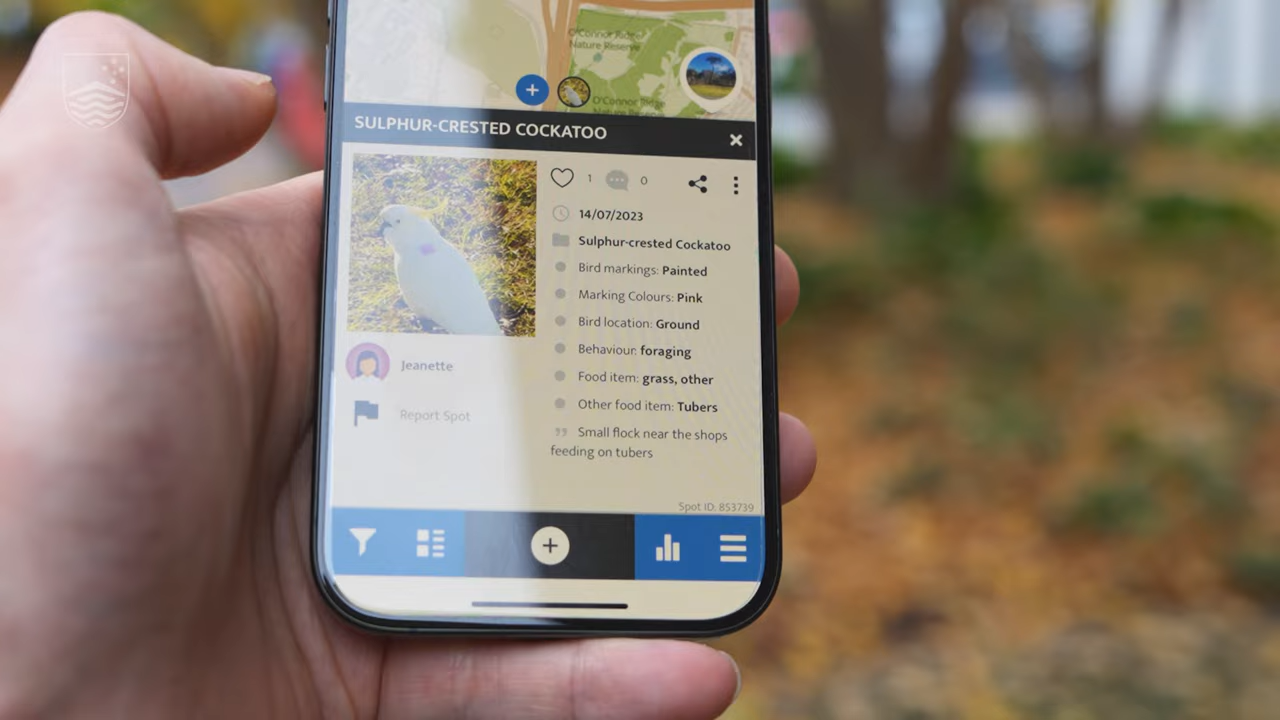 O'Connor Ridge
Nature Reserve
O'Connor Ridge
SULPHUR-CRESTED COCKATOO
1
0
14/07/2023
Sulphur-crested Cockatoo
Bird markings: Painted
Marking Colours: Pink
Bird location: Ground
Behaviour: foraging
Food item: grass, other
Other food item: Tubers
Small flock near the shops
feeding on tubers
Jeanette
Report Spot
Spot ID: 853739